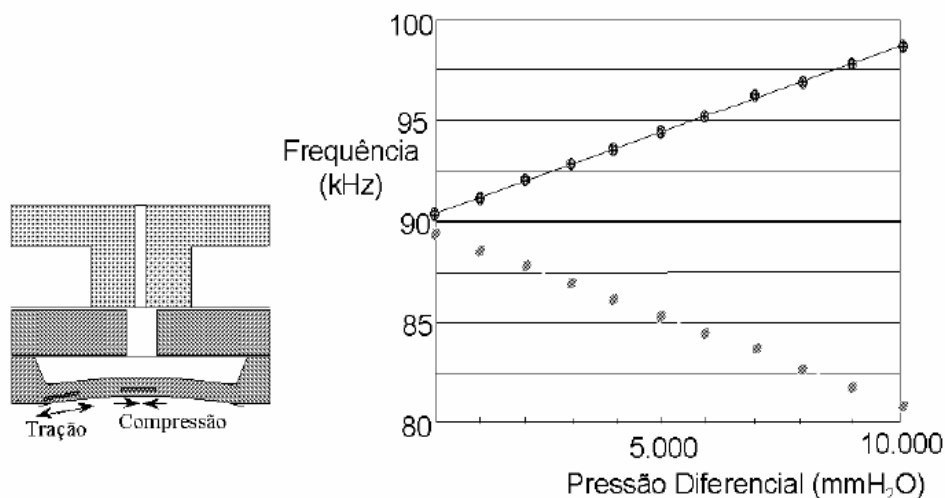 100
95
Frequência
(kHz)
90
85
80
5.000
10.000
Pressão Diferencial (mmH₂O)
Tração
Compressão